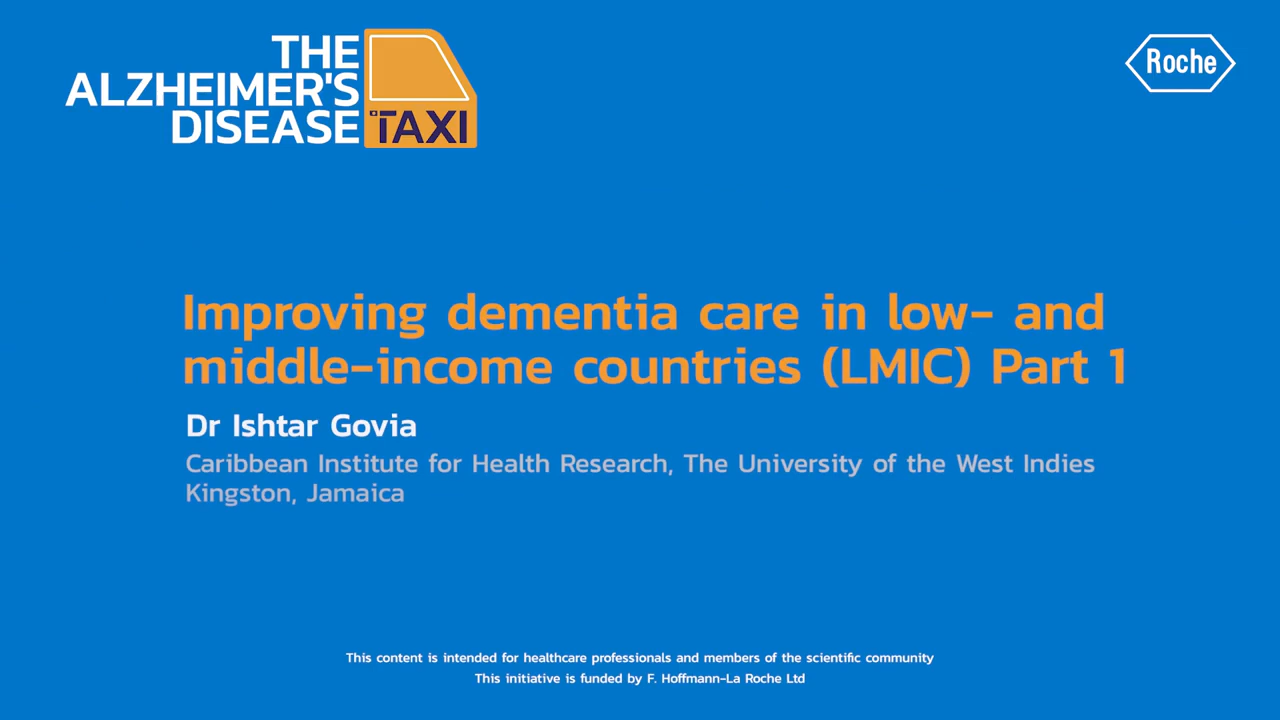 THE
ALZHEIMER'S
DISEASE
TAXI
Roche
Improving dementia care in low- and
middle-income countries (LMIC) Part 1
Dr Ishtar Govia
Caribbean Institute for Health Research, The University of the West Indies
Kingston, Jamaica
This content is intended for healthcare professionals and members of the scientific community
This initiative is funded by F. Hoffmann-La Roche Ltd